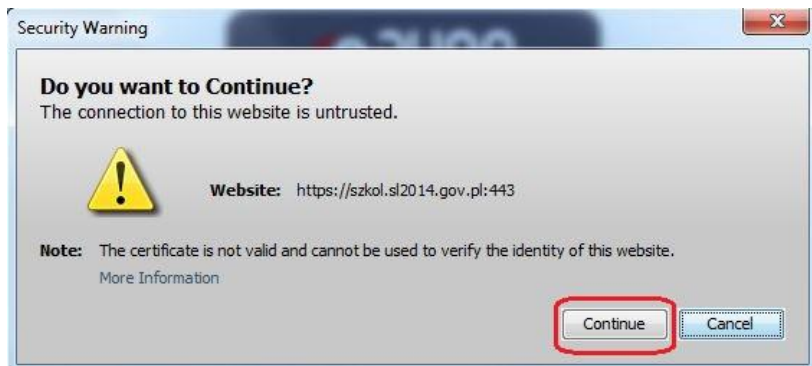 Security Warning
Do you want to Continue?
The connection to this website is untrusted.
Website: https://szkol.sl2014.gov.pl:443
Note: The certificate is not valid and cannot be used to verify the identity of this website.
More Information
Continue Cancel